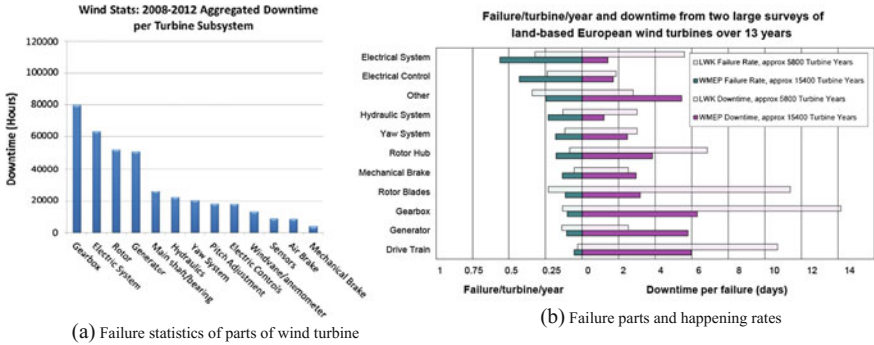 Wind Stats: 2008-2012 Aggregated Downtime
per Turbine Subsystem
Downtime (Hours)
120000
100000
80000
60000
40000
20000
0
Gearbox
Electric System
Rotor
Generator
Main shaft/bearing
Hydraulics
Yaw System
Pitch Adjustment
Electric Controls
Windvane/anemometer
Sensors
Air Brake
Mechanical Brake
(a) Failure statistics of parts of wind turbine
Failure/turbine/year and downtime from two large surveys of
land-based European wind turbines over 13 years
Electrical System
Electrical Control
Other
Hydraulic System
Yaw System
Rotor Hub
Mechanical Brake
Rotor Blades
Gearbox
Generator
Drive Train
LWK Failure Rate, approx 5800 Turbine Years
WMEP Failure Rate, approx 15400 Turbine Years
LWK Downtime, approx 5800 Turbine Years
WMEP Downtime, approx 15400 Turbine Years
1 0.75 0.5 0.25 0 2 4 6 8 10 12 14
Failure/turbine/year Downtime per failure (days)
(b) Failure parts and happening rates